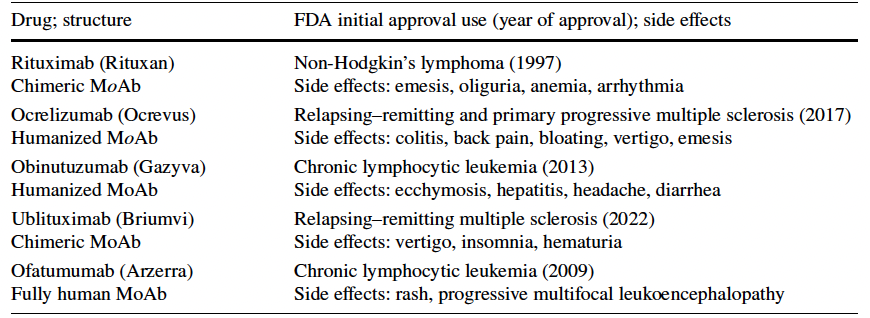 Drug; structure FDA initial approval use (year of approval); side effects
Rituximab (Rituxan) Non-Hodgkin's lymphoma (1997)
Chimeric MoAb Side effects: emesis, oliguria, anemia, arrhythmia
Ocrelizumab (Ocrevus) Relapsing–remitting and primary progressive multiple sclerosis (2017)
Humanized MoAb Side effects: colitis, back pain, bloating, vertigo, emesis
Obinutuzumab (Gazyva) Chronic lymphocytic leukemia (2013)
Humanized MoAb Side effects: ecchymosis, hepatitis, headache, diarrhea
Ublituximab (Briumvi) Relapsing–remitting multiple sclerosis (2022)
Chimeric MoAb Side effects: vertigo, insomnia, hematuria
Ofatumumab (Arzerra) Chronic lymphocytic leukemia (2009)
Fully human MoAb Side effects: rash, progressive multifocal leukoencephalopathy